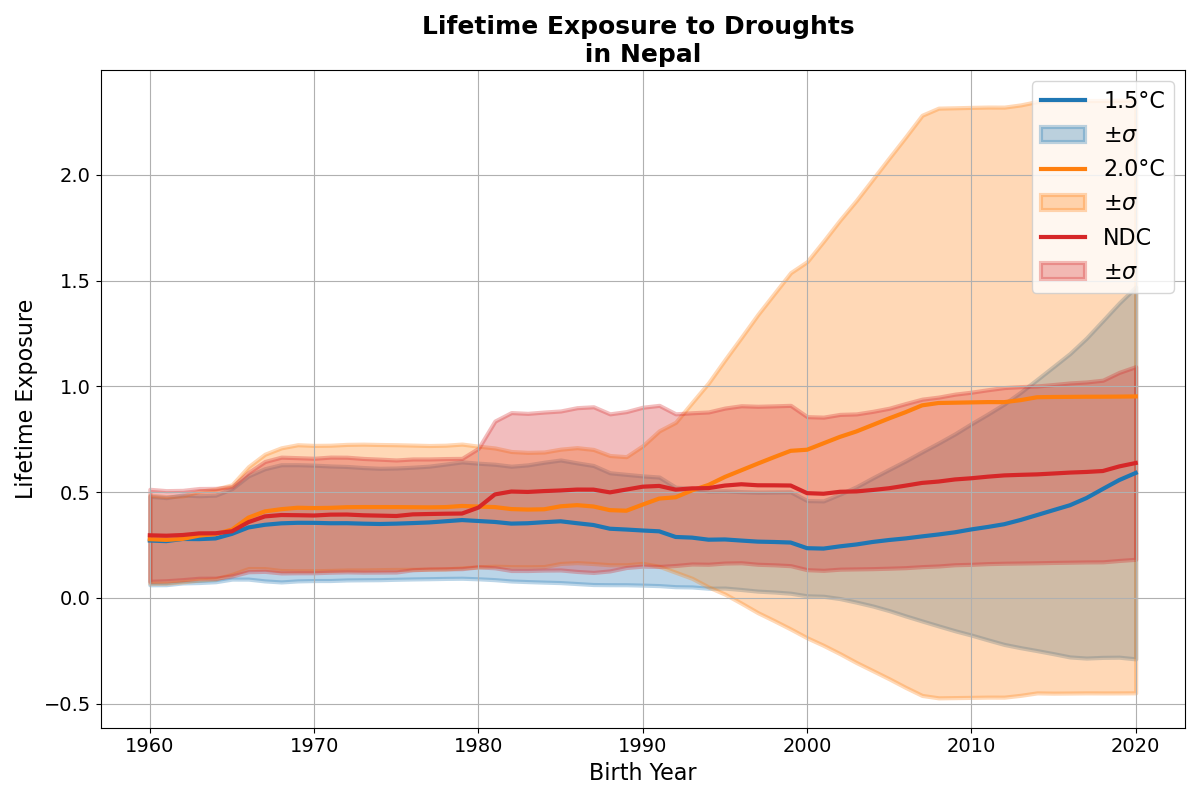 Lifetime Exposure to Droughts
in Nepal
Lifetime Exposure
2.0
1.5
1.0
0.5
0.0
−0.5
1960
1970
1980
1990
2000
2010
2020
Birth Year
1.5°C
±σ
2.0°C
±σ
NDC
±σ